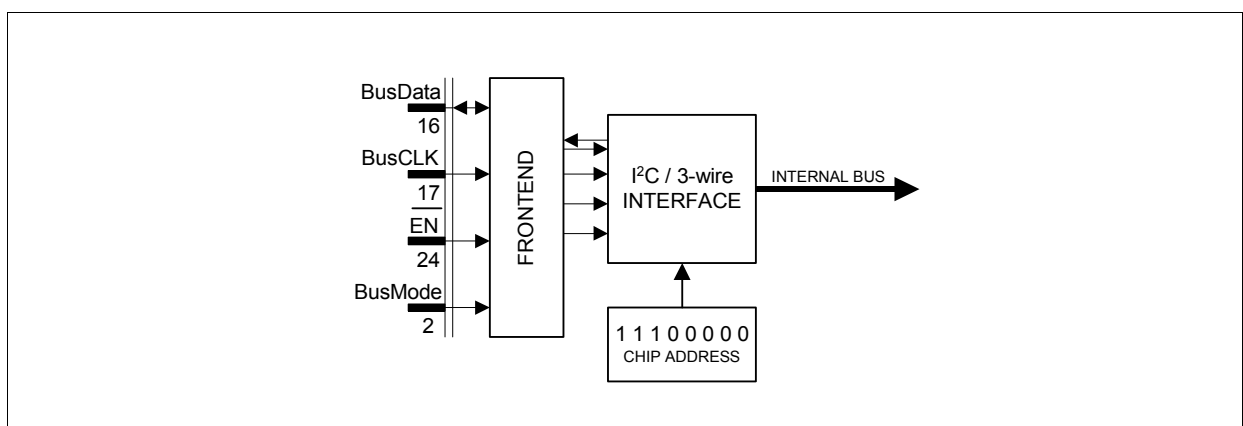 BusData
16
BusCLK
17
EN
24
BusMode
2
FRONTEND
I²C / 3-wire
INTERFACE
INTERNAL BUS
1 1 1 0 0 0 0 0
CHIP ADDRESS